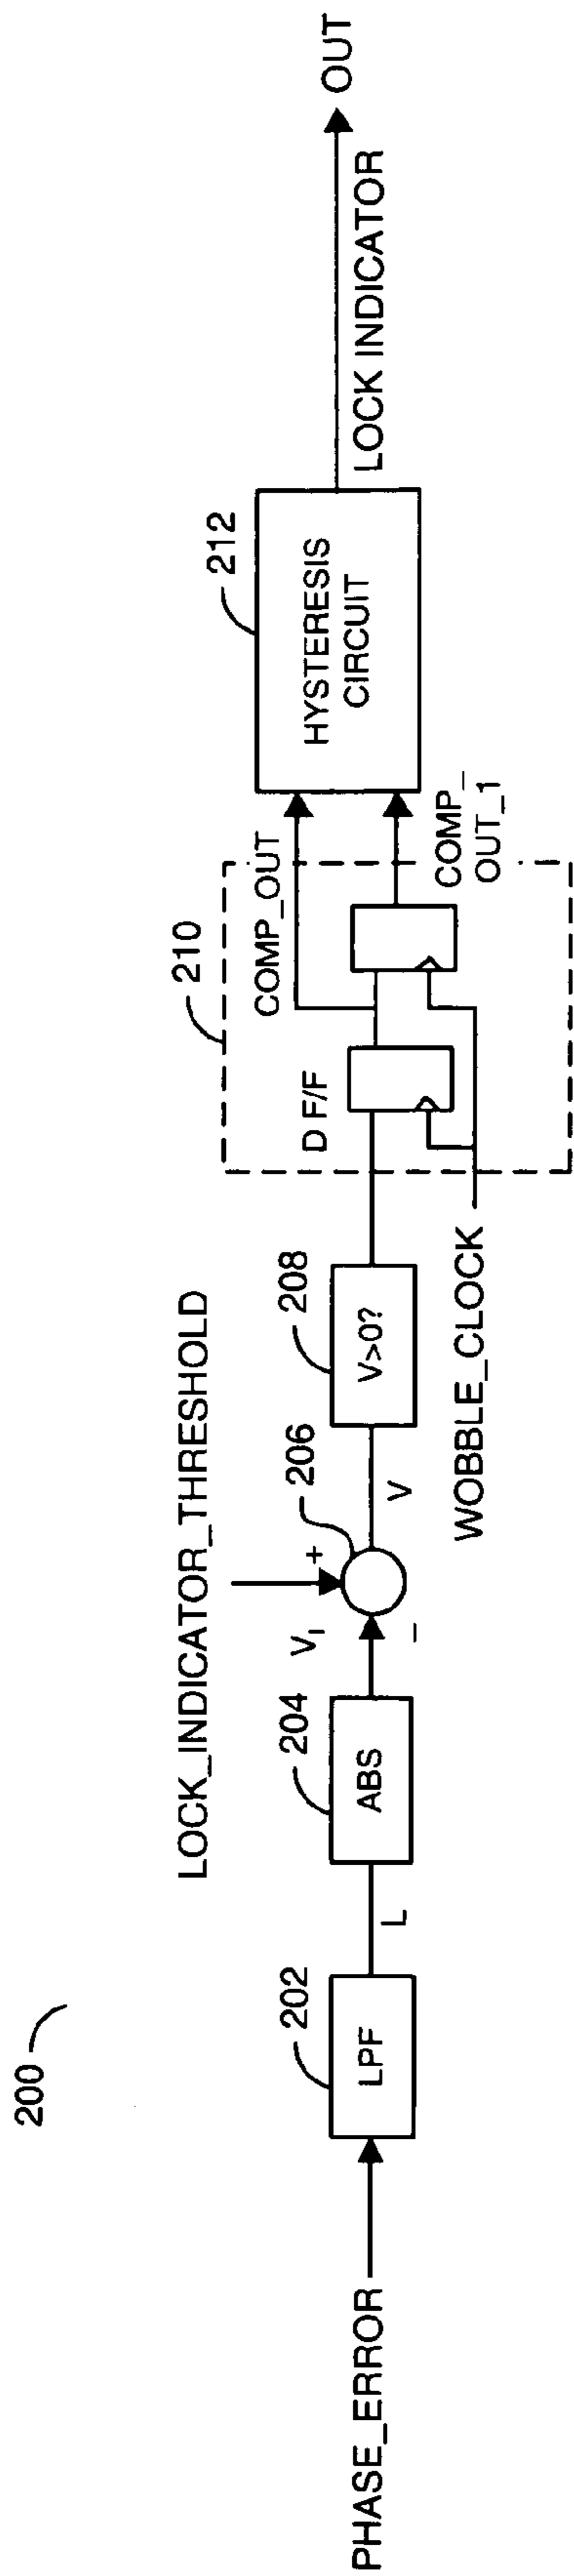 200
PHASE_ERROR
202
LPF
L
204
ABS
LOCK_INDICATOR_THRESHOLD
V₁
+
–
206
V
208
V>0?
WOBBLE_CLOCK
210
D F/F
COMP_OUT
COMP_
OUT_1
212
HYSTERESIS
CIRCUIT
LOCK INDICATOR
OUT